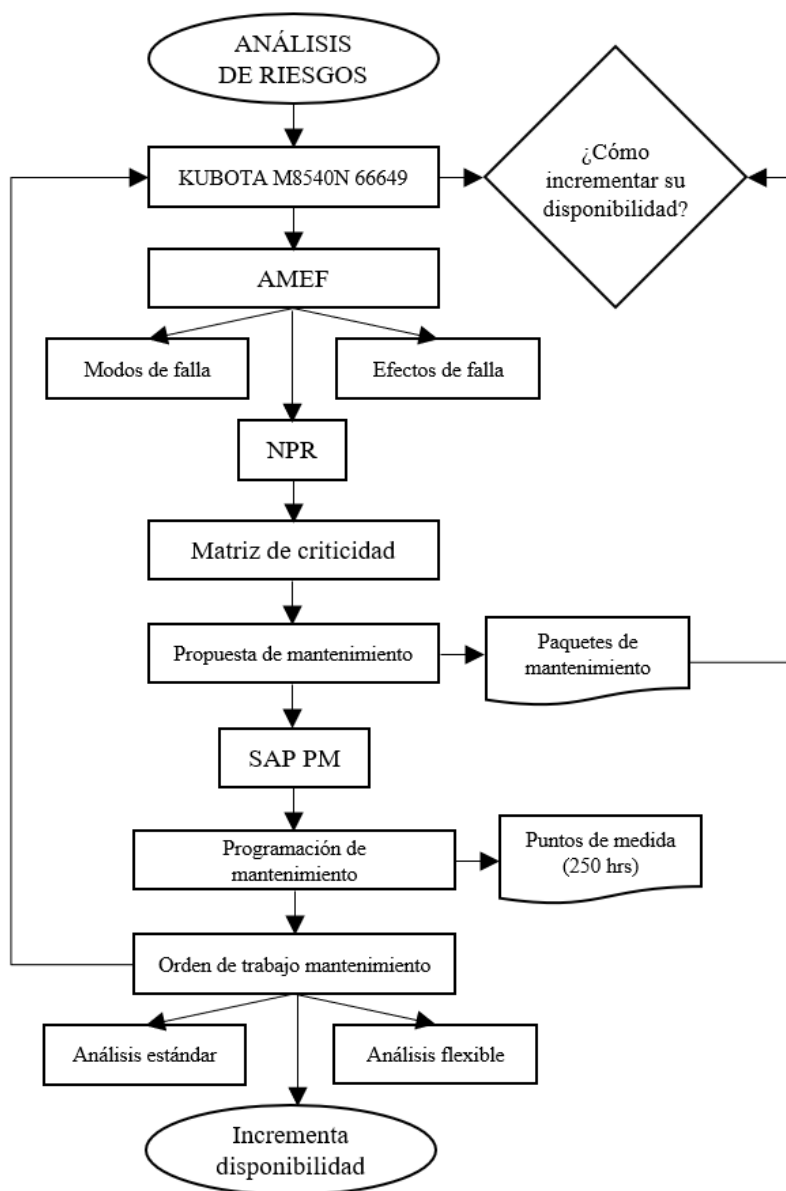 ANÁLISIS
DE RIESGOS
KUBOTA M8540N 66649
¿Cómo
incrementar su
disponibilidad?
AMEF
Modos de falla
Efectos de falla
NPR
Matriz de criticidad
Propuesta de mantenimiento
Paquetes de
mantenimiento
SAP PM
Programación de
mantenimiento
Puntos de medida
(250 hrs)
Orden de trabajo mantenimiento
Análisis estándar
Análisis flexible
Incrementa
disponibilidad